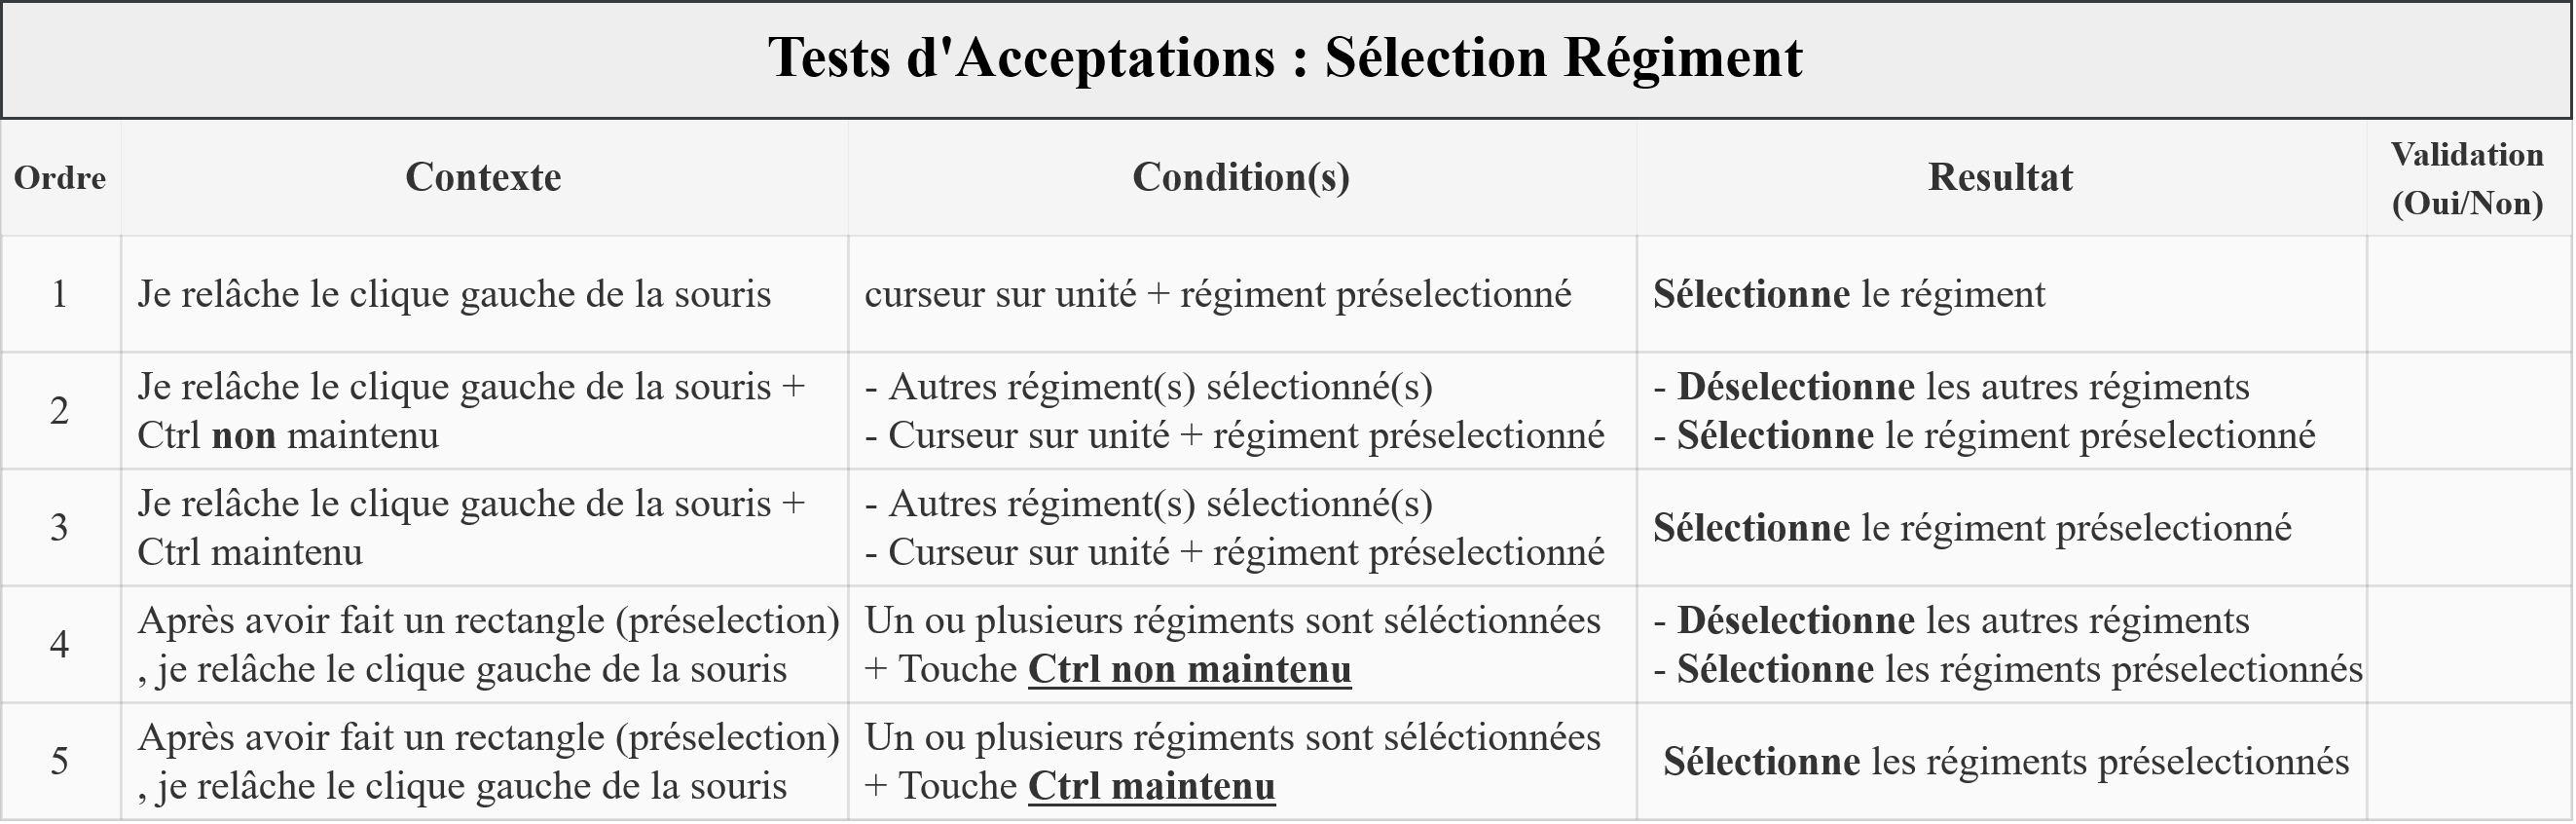 Tests d'Acceptations : Sélection Régiment
Ordre
Contexte
Condition(s)
Resultat
Validation
(Oui/Non)
1
Je relâche le clique gauche de la souris
curseur sur unité + régiment préselectionné
Sélectionne le régiment
2
Je relâche le clique gauche de la souris +
Ctrl non maintenu
- Autres régiment(s) sélectionné(s)
- Curseur sur unité + régiment préselectionné
- Déselectionne les autres régiments
- Sélectionne le régiment préselectionné
3
Je relâche le clique gauche de la souris +
Ctrl maintenu
- Autres régiment(s) sélectionné(s)
- Curseur sur unité + régiment préselectionné
Sélectionne le régiment préselectionné
4
Après avoir fait un rectangle (préselection)
, je relâche le clique gauche de la souris
Un ou plusieurs régiments sont séléctionnées
+ Touche Ctrl non maintenu
- Déselectionne les autres régiments
- Sélectionne les régiments préselectionnés
5
Après avoir fait un rectangle (préselection)
, je relâche le clique gauche de la souris
Un ou plusieurs régiments sont séléctionnées
+ Touche Ctrl maintenu
Sélectionne les régiments préselectionnés